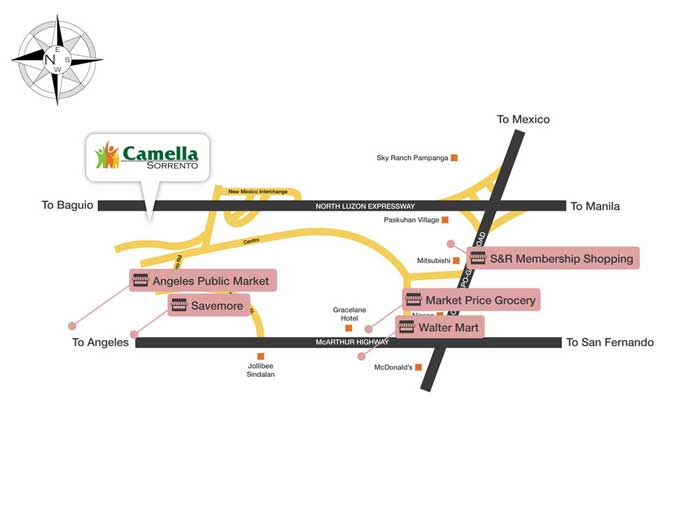 E
N
S
W
To Mexico
Camella
SORRENTO
Sky Ranch Pampanga
New Mexico Interchange
To Baguio
NORTH LUZON EXPRESSWAY
To Manila
Paskuhan Village
Centro
Mitsubishi
S&R Membership Shopping
Angeles Public Market
Savemore
Market Price Grocery
Gracelane
Hotel
Walter Mart
To Angeles
McARTHUR HIGHWAY
To San Fernando
Jollibee
Sindalan
McDonald's